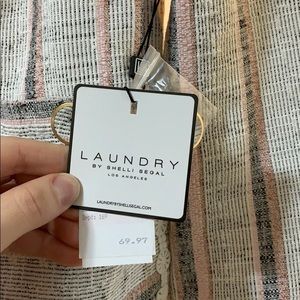 LAUNDRY
BY SHELLI SEGAL
LOS ANGELES
LAUNDRYBYSHELLISEGAL.COM
69.97